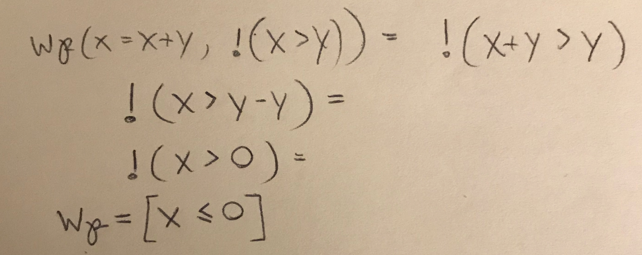 wp(x=x+y, !(x>y)) = !(x+y>y)
!(x>y-y) =
!(x>0) =
wp = [x ≤ 0]